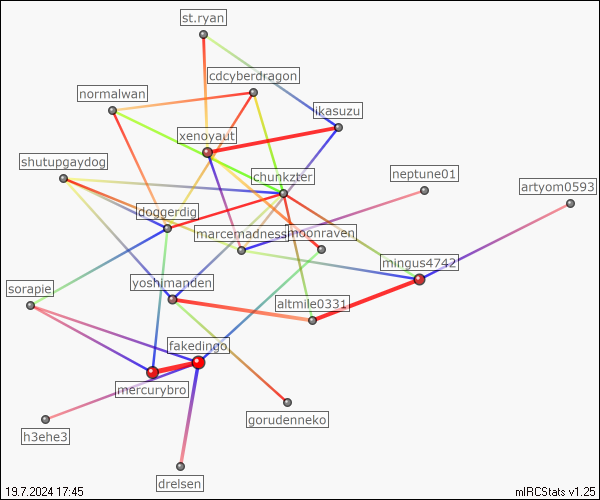 st.ryan
cdcyberdragon
normalwan
ikasuzu
xenoyaut
shutupgaydog
chunkzter
neptune01
artyom0593
doggerdig
marcemadness
moonraven
mingus4742
yoshimanden
sorapie
altmile0331
fakedingo
mercurybro
gorudenneko
h3ehe3
drelsen
19.7.2024 17:45
mIRCStats v1.25